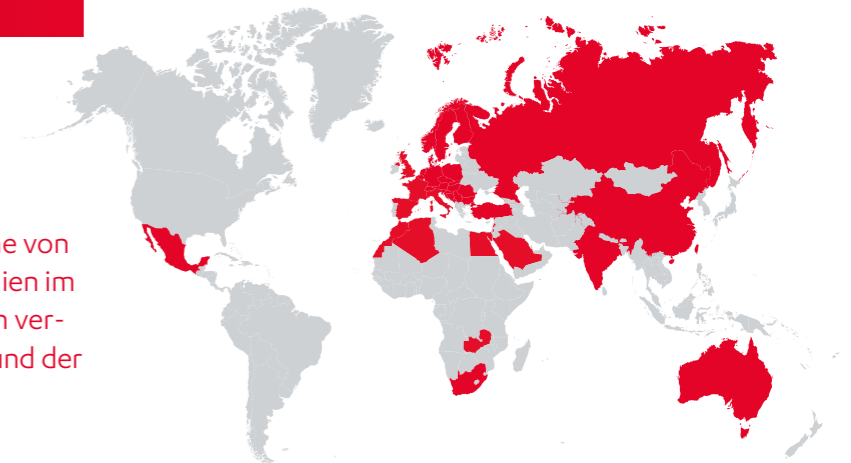 e von
ien im
n ver-
und der